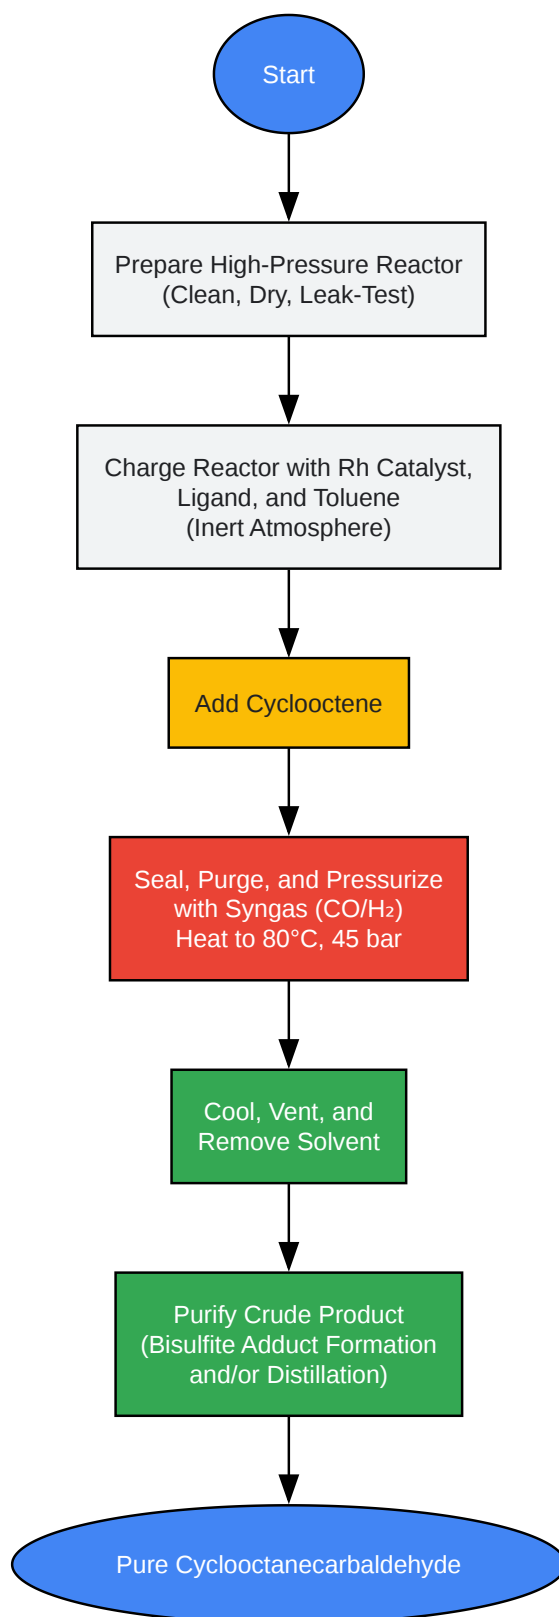 Start
Prepare High-Pressure Reactor
(Clean, Dry, Leak-Test)
Charge Reactor with Rh Catalyst,
Ligand, and Toluene
(Inert Atmosphere)
Add Cyclooctene
Seal, Purge, and Pressurize
with Syngas (CO/H₂)
Heat to 80°C, 45 bar
Cool, Vent, and
Remove Solvent
Purify Crude Product
(Bisulfite Adduct Formation
and/or Distillation)
Pure Cyclooctanecarbaldehyde